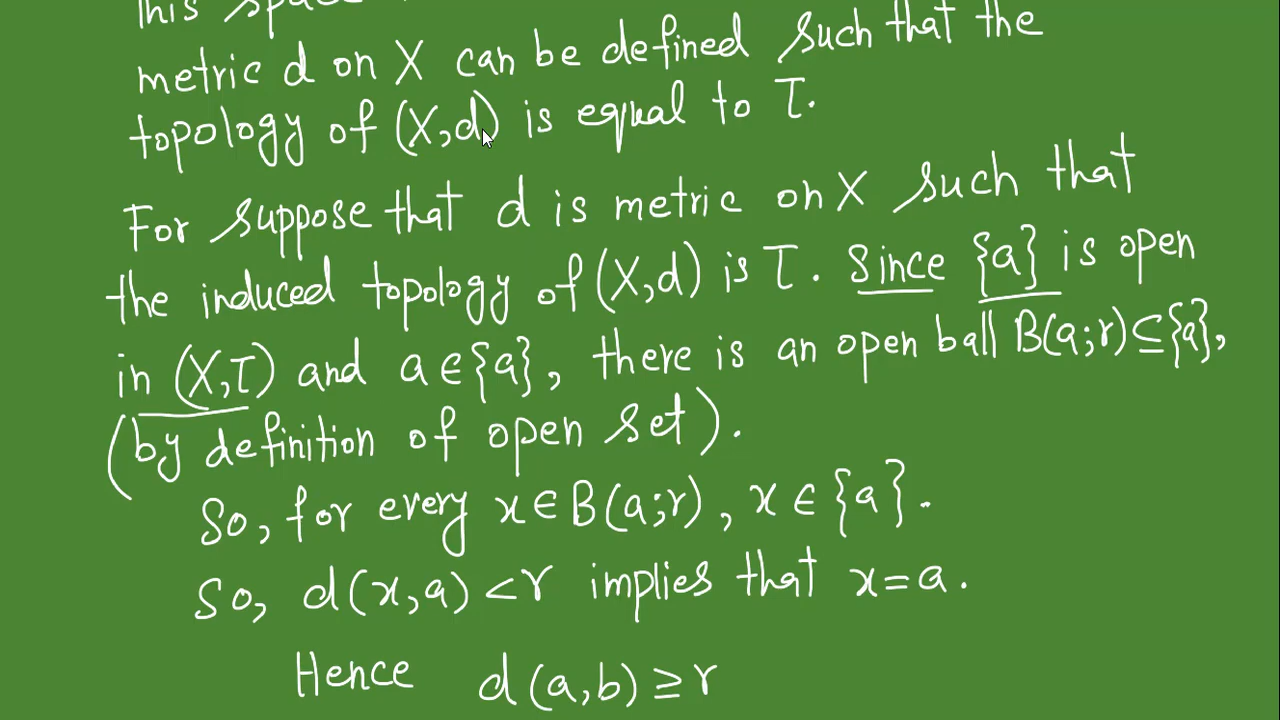 This space
metric d on X can be defined such that the
topology of (X,d) is equal to τ.
For suppose that d is metric on X such that
the induced topology of (X,d) is τ. Since {a} is open
in (X,τ) and a∈{a}, there is an open ball B(a;r)⊆{a},
(by definition of open set).
So, for every x∈B(a;r), x∈{a}.
So, d(x,a)<r implies that x=a.
Hence d(a,b)≥r